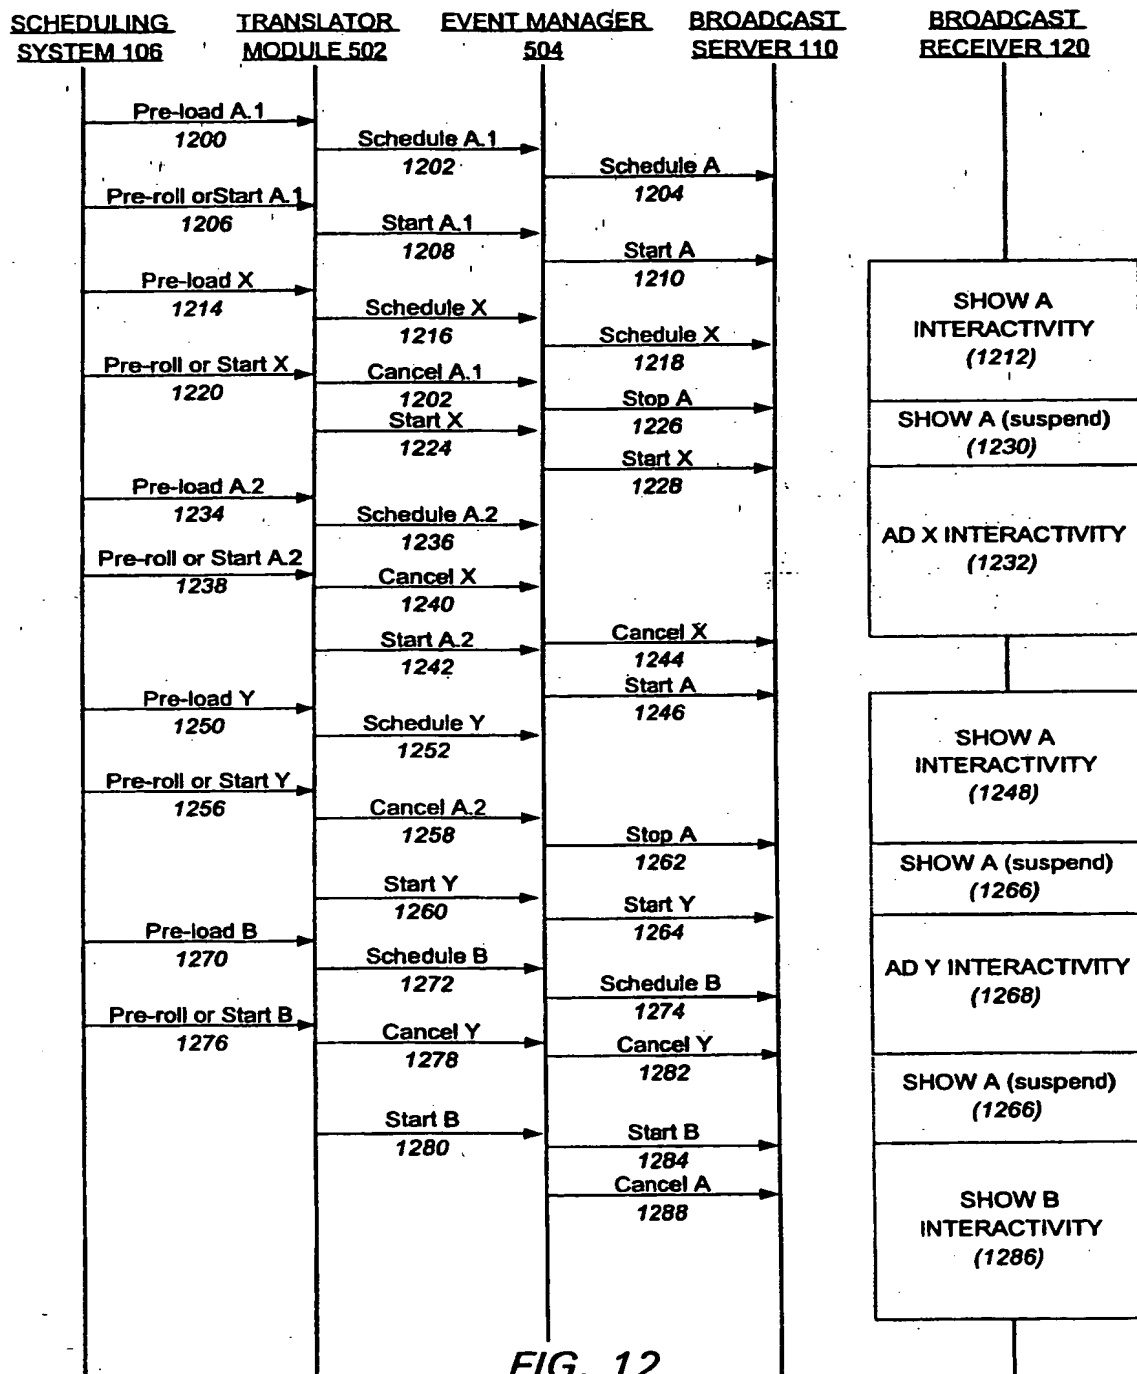 SCHEDULING SYSTEM 106
TRANSLATOR MODULE 502
EVENT MANAGER 504
BROADCAST SERVER 110
BROADCAST RECEIVER 120
Pre-load A.1
1200
Schedule A.1
1202
Schedule A
1204
Pre-roll orStart A.1
1206
Start A.1
1208
Start A
1210
SHOW A
INTERACTIVITY
(1212)
Pre-load X
1214
Schedule X
1216
Schedule X
1218
Pre-roll or Start X
1220
Cancel A.1
1202
Stop A
1226
Start X
1224
SHOW A (suspend)
(1230)
Start X
1228
Pre-load A.2
1234
Schedule A.2
1236
AD X INTERACTIVITY
(1232)
Pre-roll or Start A.2
1238
Cancel X
1240
Start A.2
1242
Cancel X
1244
Pre-load Y
1250
Start A
1246
Schedule Y
1252
SHOW A
INTERACTIVITY
(1248)
Pre-roll or Start Y
1256
Cancel A.2
1258
Stop A
1262
SHOW A (suspend)
(1266)
Start Y
1260
Start Y
1264
Pre-load B
1270
Schedule B
1272
AD Y INTERACTIVITY
(1268)
Schedule B
1274
Pre-roll or Start B
1276
Cancel Y
1278
Cancel Y
1282
SHOW A (suspend)
(1266)
Start B
1280
Start B
1284
Cancel A
1288
SHOW B
INTERACTIVITY
(1286)
FIG. 12